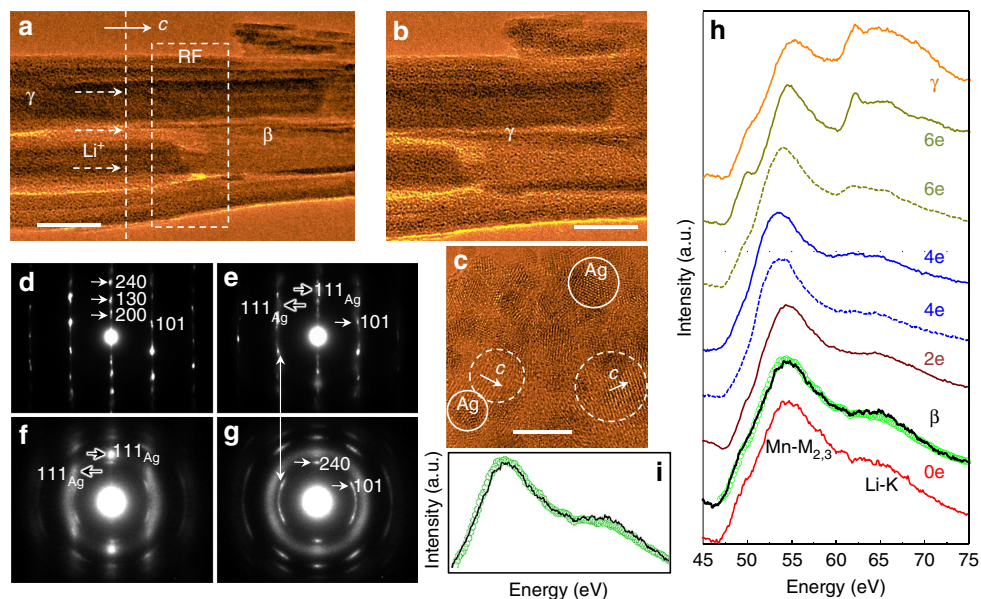 a
c
RF
γ
β
Li+
b
γ
c
Ag
c
c
Ag
d
240
130
200
101
e
111Ag
111Ag
101
f
111Ag
111Ag
g
240
101
h
γ
6e
6e
4e
4e
2e
β
Mn-M2,3
Li-K
0e
Intensity (a.u.)
45 50 55 60 65 70 75
Energy (eV)
i
Intensity (a.u.)
Energy (eV)